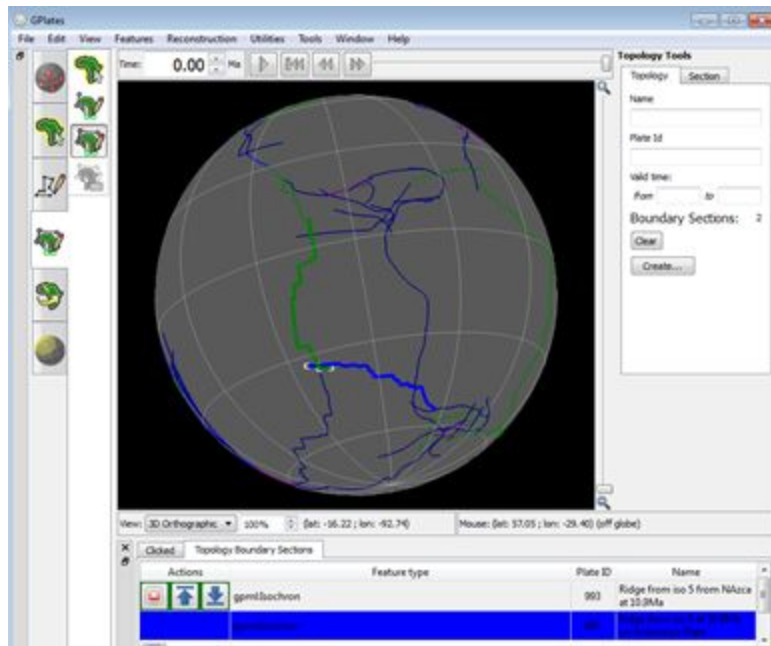 GPlates
File Edit View Features Reconstruction Utilities Tools Window Help
Time: 0.00 Ma
Topology Tools
Topology Section
Name
Plate Id
Valid time:
from to
Boundary Sections: 2
Clear
Create...
View: 3D Orthographic 100% (lat: -16.22 ; lon: -92.74) Mouse: (lat: 57.05 ; lon: -29.40) (off globe)
Clicked Topology Boundary Sections
Actions Feature type Plate ID Name
gpml:Isochron 993 Ridge from iso 5 from NAzca
at 10.9Ma